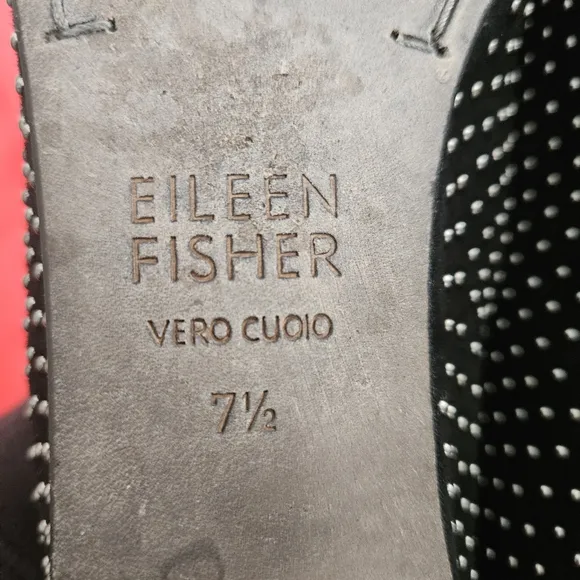 EILEEN
FISHER
VERO CUOIO
7½